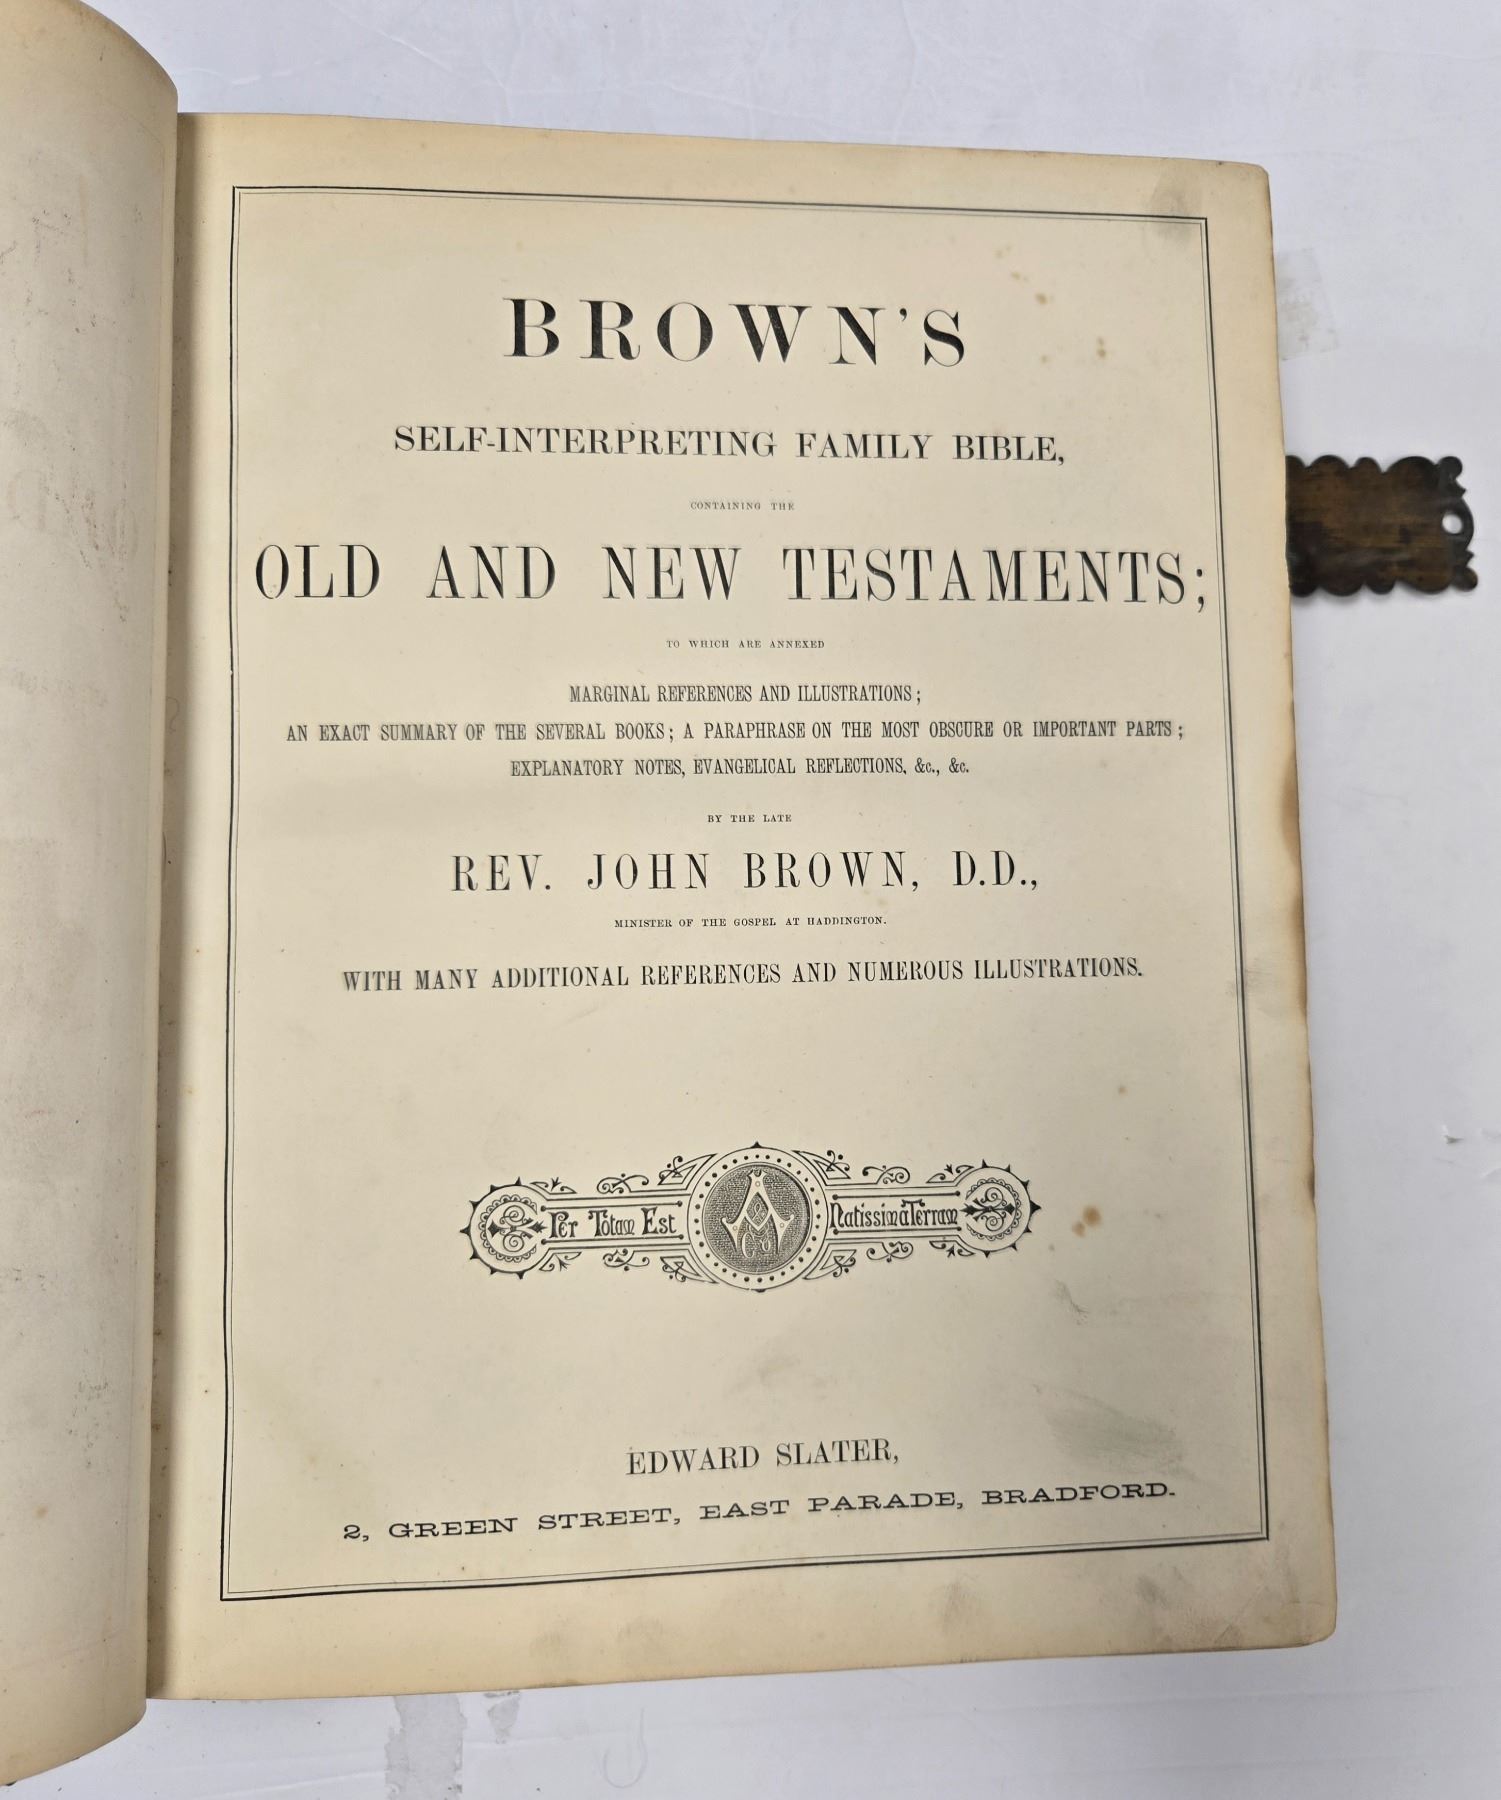 BROWN'S
SELF-INTERPRETING FAMILY BIBLE,
CONTAINING THE
OLD AND NEW TESTAMENTS;
TO WHICH ARE ANNEXED
MARGINAL REFERENCES AND ILLUSTRATIONS;
AN EXACT SUMMARY OF THE SEVERAL BOOKS; A PARAPHRASE ON THE MOST OBSCURE OR IMPORTANT PARTS;
EXPLANATORY NOTES, EVANGELICAL REFLECTIONS, &c., &c.
BY THE LATE
REV. JOHN BROWN, D.D.,
MINISTER OF THE GOSPEL AT HADDINGTON.
WITH MANY ADDITIONAL REFERENCES AND NUMEROUS ILLUSTRATIONS.
Per Totam Est Natissima Terram
EDWARD SLATER,
2, GREEN STREET, EAST PARADE, BRADFORD.